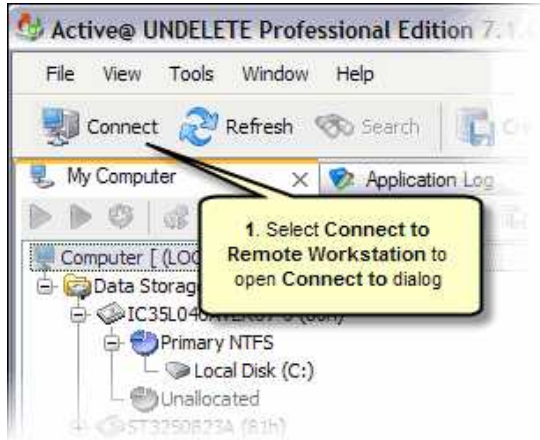 Active@ UNDELETE Professional Edition 7.1
File View Tools Window Help
Connect Refresh Search
My Computer Application Log
1. Select Connect to
Remote Workstation to
open Connect to dialog
Computer [ (LOC
Data Storag
Primary NTFS
Local Disk (C:)
Unallocated
ST3250823A (81h)